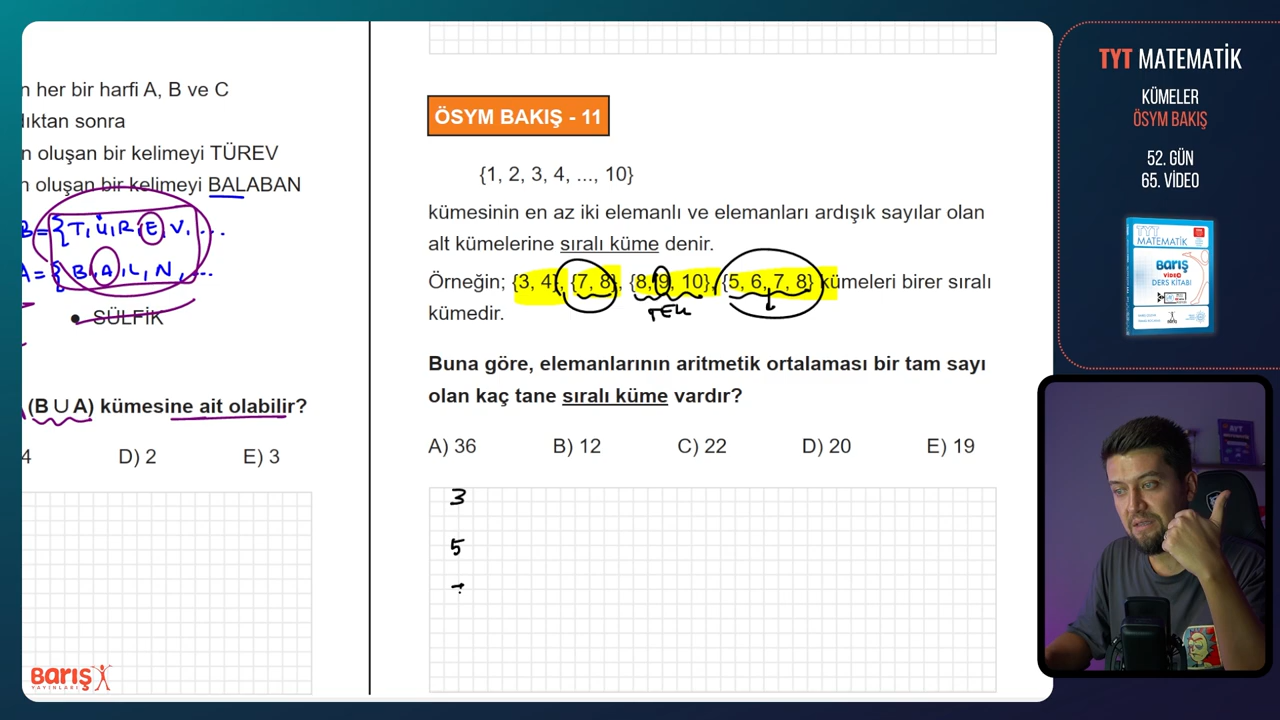 n her bir harfi A, B ve C
dıktan sonra
n oluşan bir kelimeyi TÜREV
n oluşan bir kelimeyi BALABAN
B={T, Ü, R, E, V, ...
A={B, A, L, N, ...
• SÜLFİK
(B ∪ A) kümesine ait olabilir?
4 D) 2 E) 3
BARIŞ
YAYINLARI
ÖSYM BAKIŞ - 11
{1, 2, 3, 4, ..., 10}
kümesinin en az iki elemanlı ve elemanları ardışık sayılar olan
alt kümelerine sıralı küme denir.
Örneğin; {3, 4}, {7, 8}, {8, 9, 10}, {5, 6, 7, 8} kümeleri birer sıralı
kümedir.
TEK
Buna göre, elemanlarının aritmetik ortalaması bir tam sayı
olan kaç tane sıralı küme vardır?
A) 36 B) 12 C) 22 D) 20 E) 19
3
5
TYT MATEMATİK
KÜMELER
ÖSYM BAKIŞ
52. GÜN
65. VİDEO
TYT
MATEMATİK
BARIŞ
VİDEO
DERS KİTABI